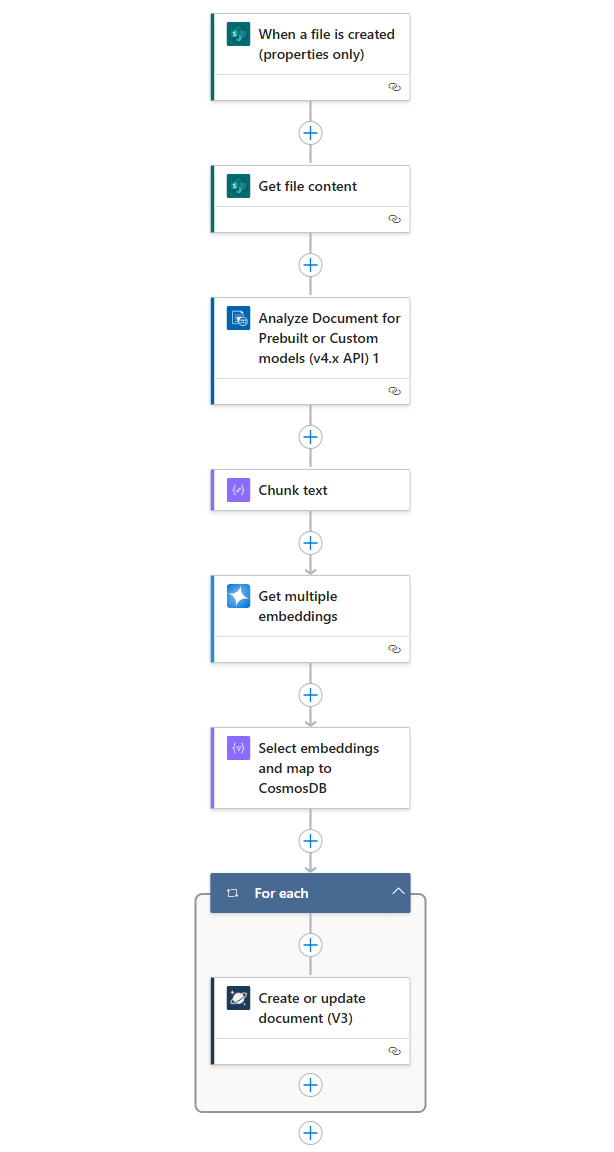 When a file is created
(properties only)
Get file content
Analyze Document for
Prebuilt or Custom
models (v4.x API) 1
Chunk text
Get multiple
embeddings
Select embeddings
and map to
CosmosDB
For each
Create or update
document (V3)